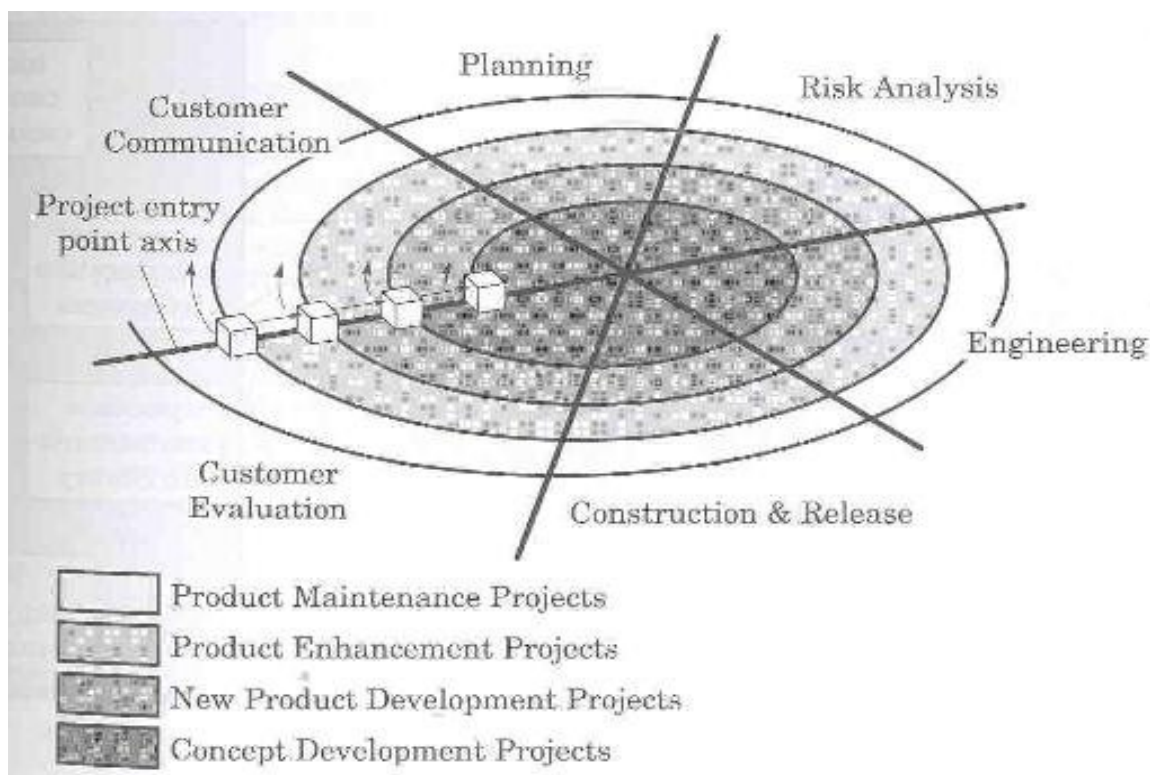 Planning
Risk Analysis
Customer
Communication
Project entry
point axis
Engineering
Customer
Evaluation
Construction & Release
Product Maintenance Projects
Product Enhancement Projects
New Product Development Projects
Concept Development Projects